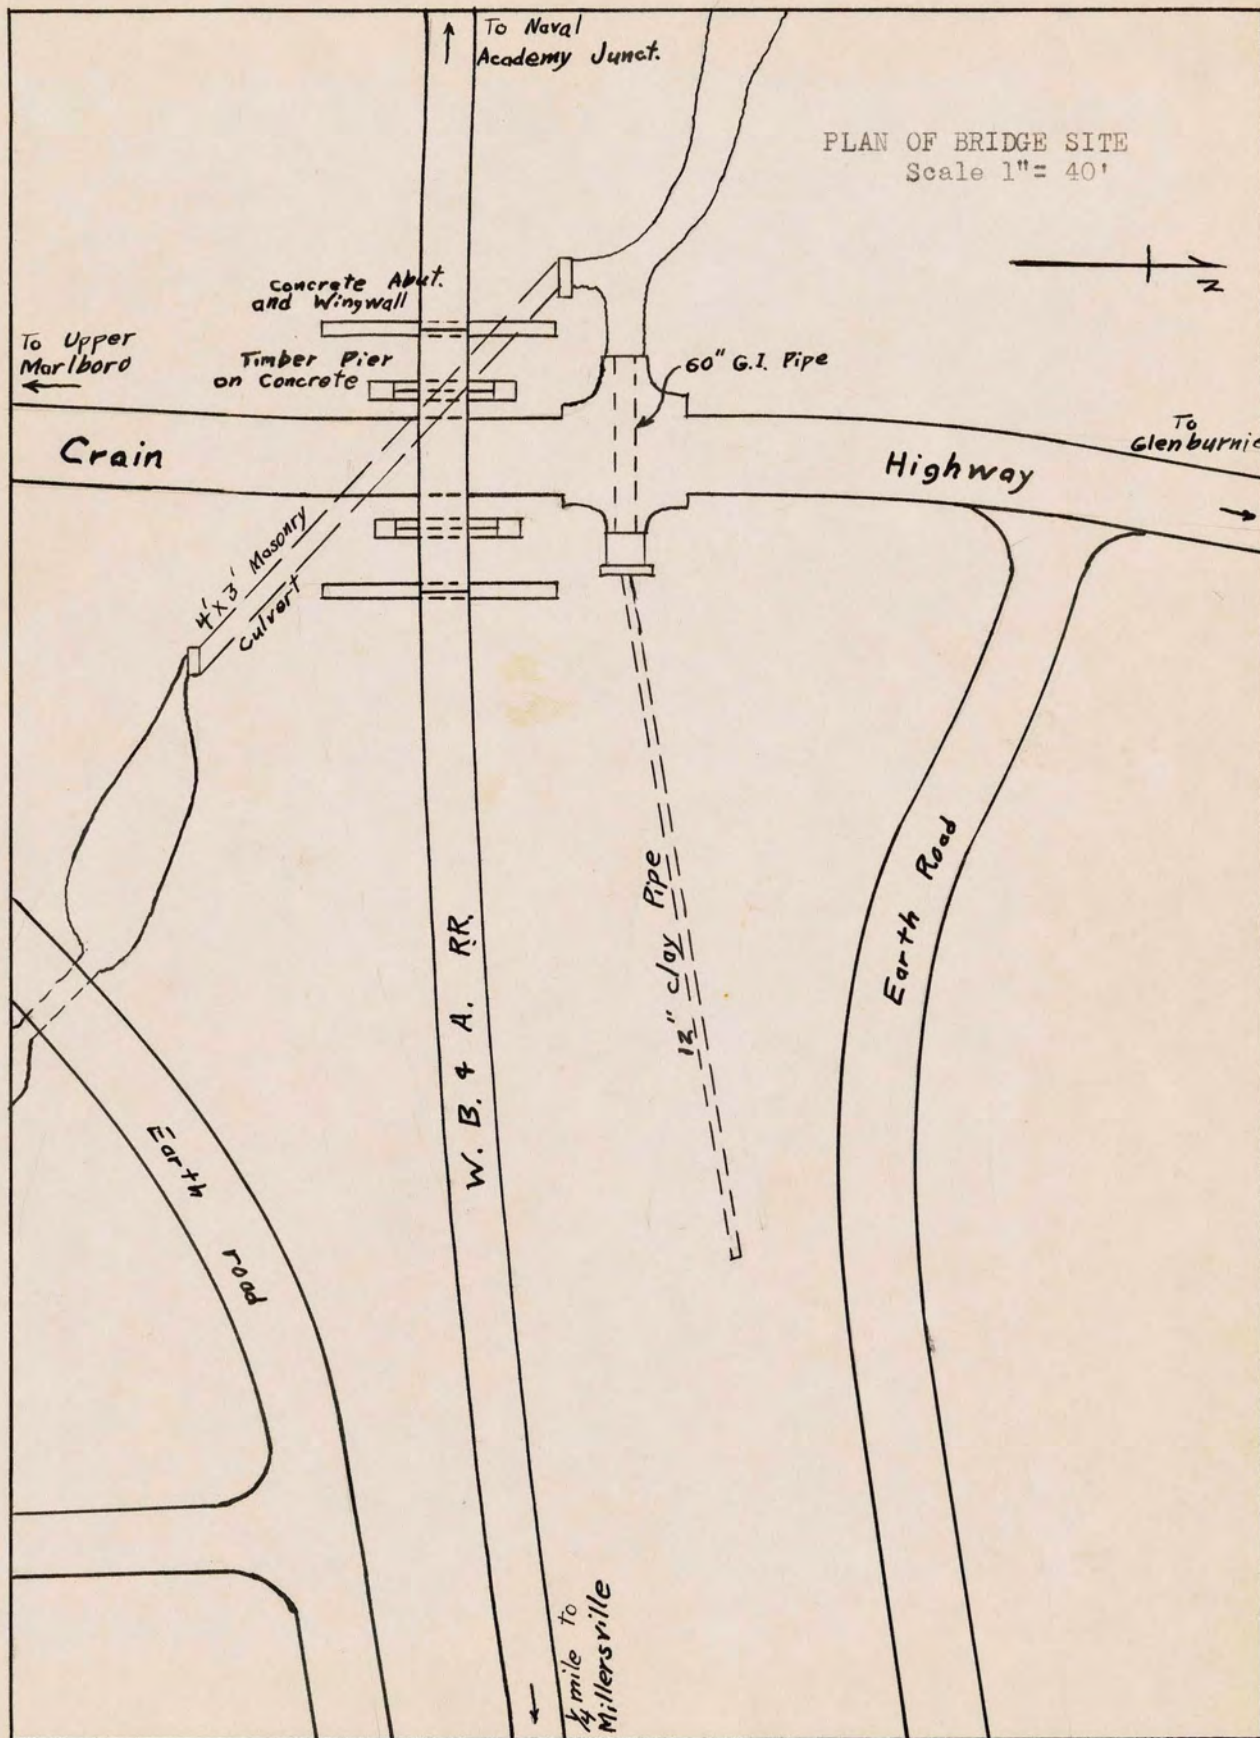 To Naval
Academy Junct.
PLAN OF BRIDGE SITE
Scale 1"= 40'
N
Concrete Abut.
and Wingwall
To Upper
Marlboro
Timber Pier
on Concrete
60" G.I. Pipe
To
Glenburnie
Crain
Highway
4'x3' Masonry
Culvert
Earth Road
12" clay Pipe
W. B. & A. RR.
Earth road
1/4 mile to
Millersville